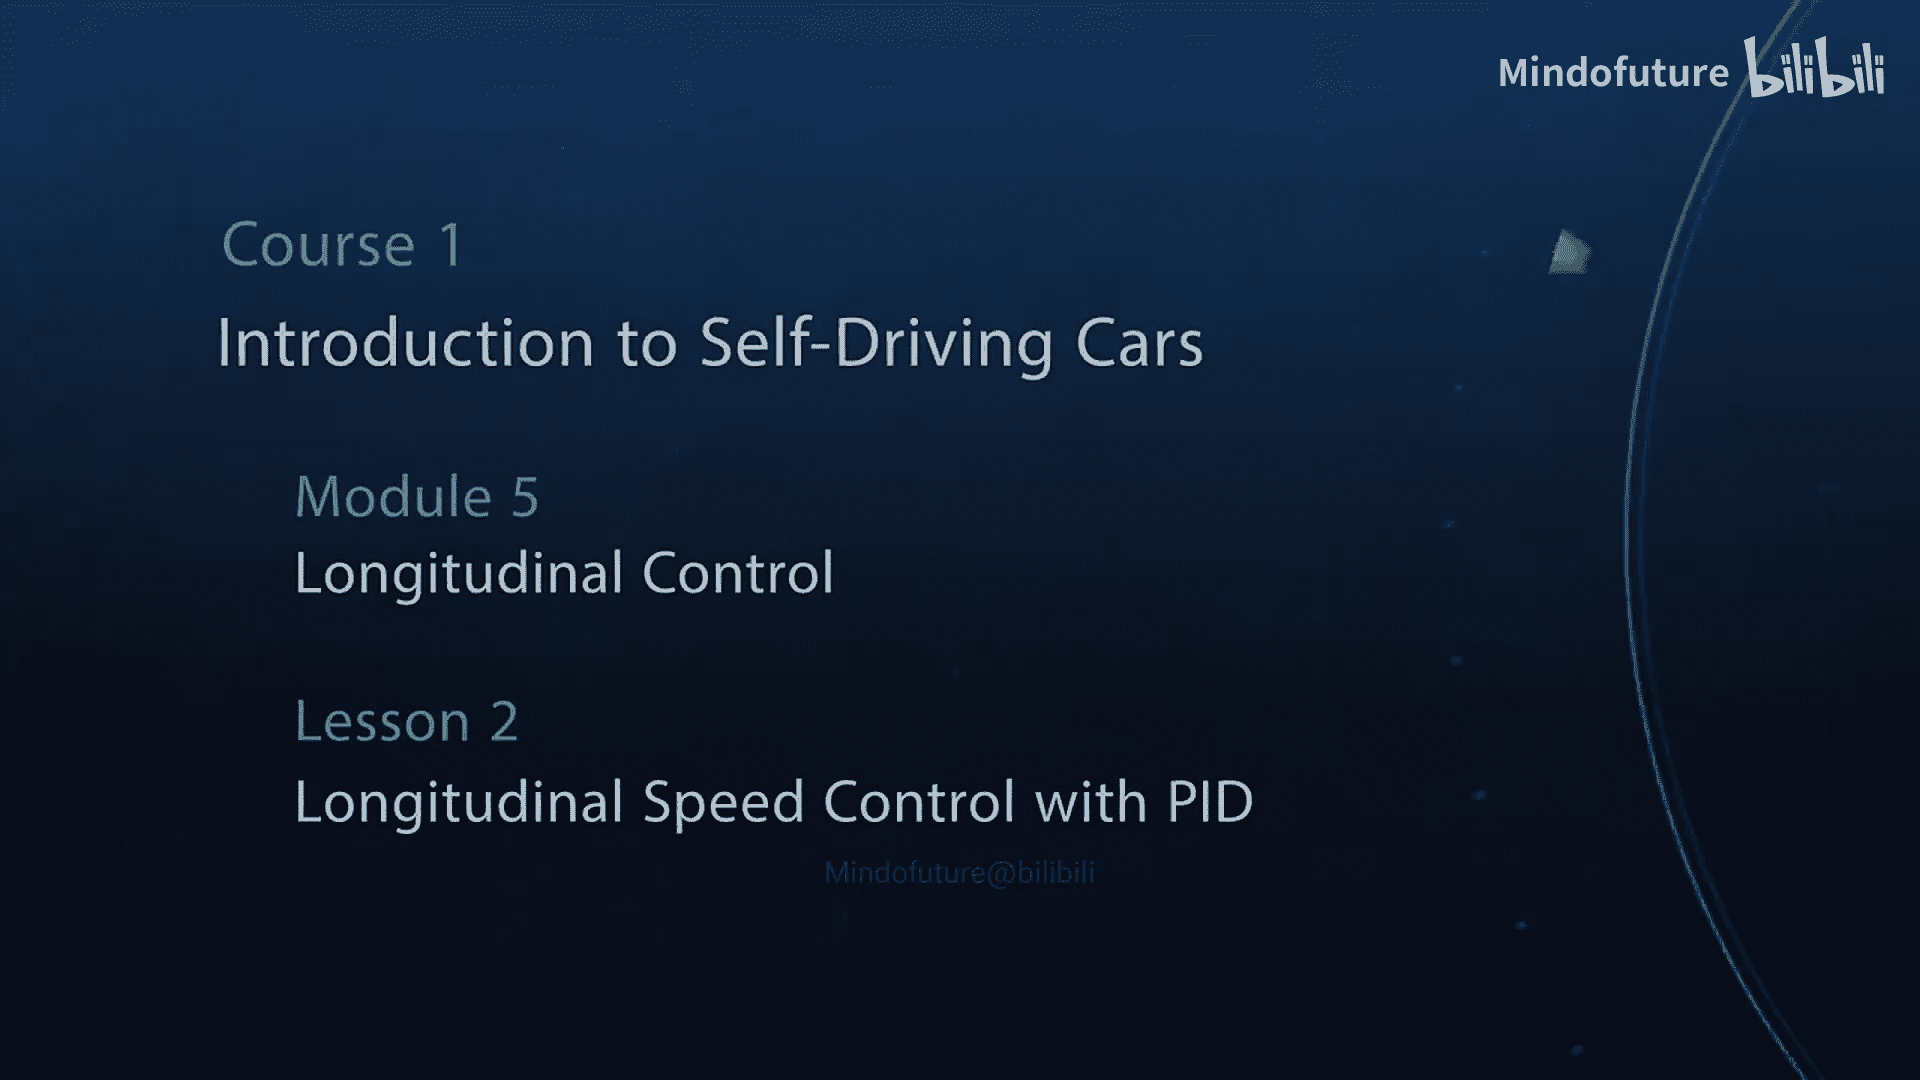 Mindofuture bilibili
Course 1
Introduction to Self-Driving Cars
Module 5
Longitudinal Control
Lesson 2
Longitudinal Speed Control with PID
Mindofuture@bilibili